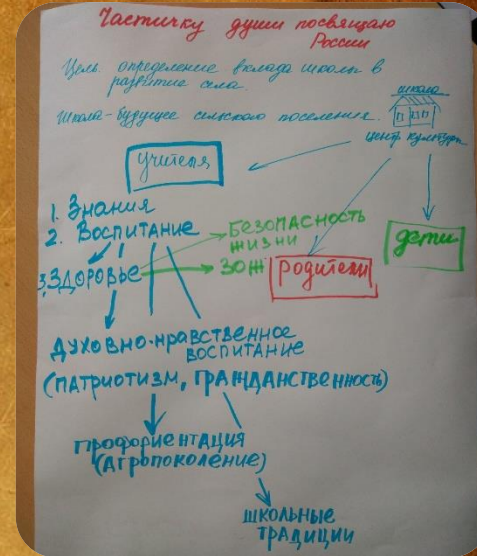 Частичку души посвящаю
России
Цель: определение вклада школы в
развитие села.
Школа - будущее сельского поселения.
школа
центр культуры
учителя
1. Знания
2. Воспитание
Безопасность
жизни
дети
3. Здоровье
ЗОЖ
родители
Духовно-нравственное
воспитание
(патриотизм, гражданственность)
профориентация
(агропоколение)
школьные
традиции